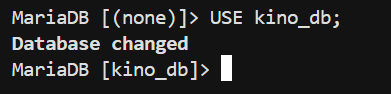 MariaDB [(none)]> USE kino_db;
Database changed
MariaDB [kino_db]>